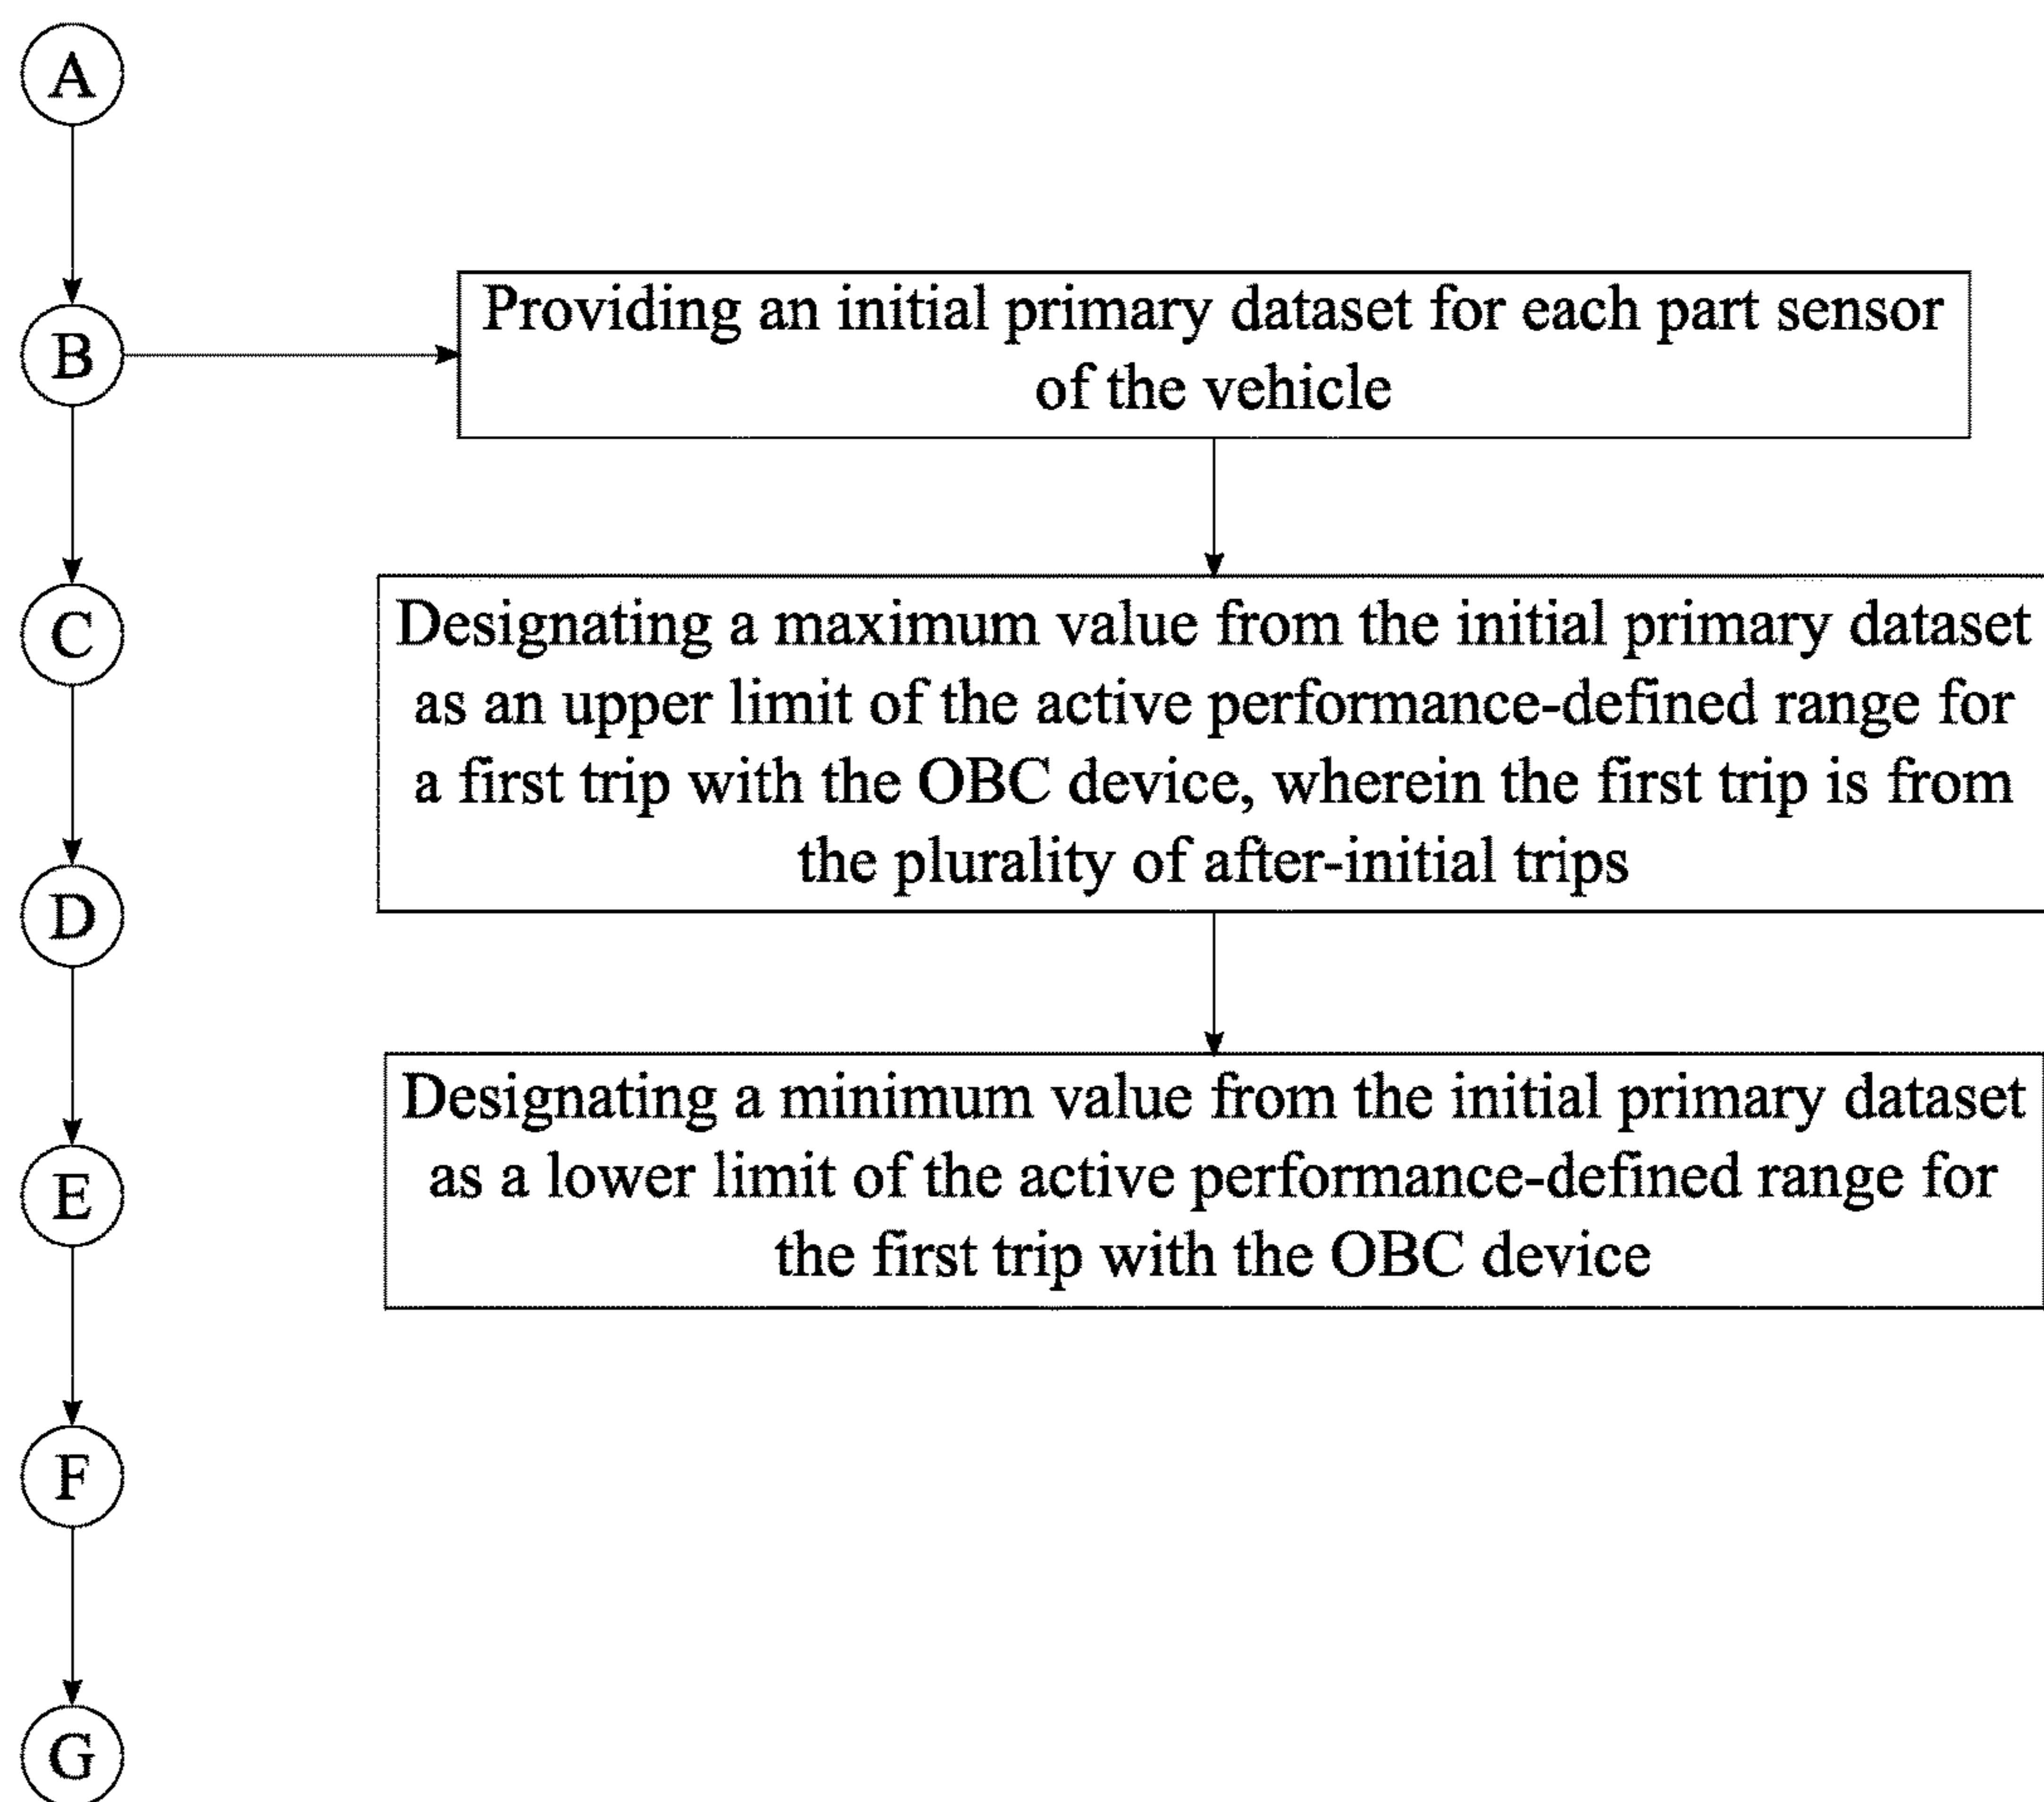 A
B
Providing an initial primary dataset for each part sensor
of the vehicle
C
Designating a maximum value from the initial primary dataset
as an upper limit of the active performance-defined range for
a first trip with the OBC device, wherein the first trip is from
the plurality of after-initial trips
D
Designating a minimum value from the initial primary dataset
as a lower limit of the active performance-defined range for
the first trip with the OBC device
E
F
G